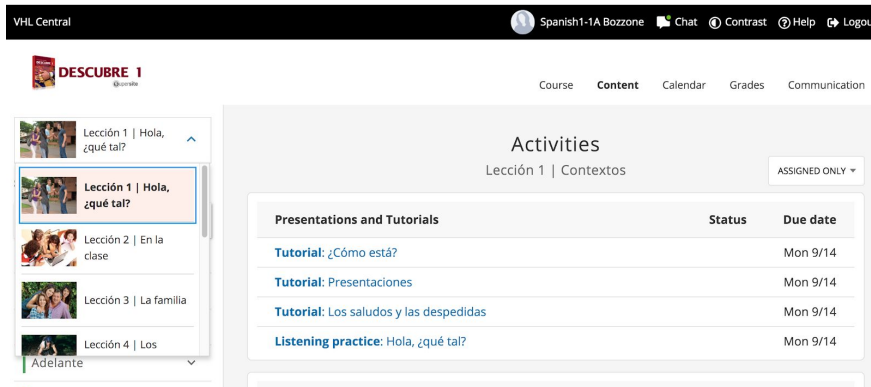 VHL Central
Spanish1-1A Bozzone
Chat
Contrast
Help
Logou
DESCUBRE 1
supersite
Course
Content
Calendar
Grades
Communication
Lección 1 | Hola,
¿qué tal?
Lección 1 | Hola,
¿qué tal?
Lección 2 | En la
clase
Lección 3 | La familia
Lección 4 | Los
Adelante
Activities
Lección 1 | Contextos
ASSIGNED ONLY
Presentations and Tutorials Status Due date
Tutorial: ¿Cómo está? Mon 9/14
Tutorial: Presentaciones Mon 9/14
Tutorial: Los saludos y las despedidas Mon 9/14
Listening practice: Hola, ¿qué tal? Mon 9/14